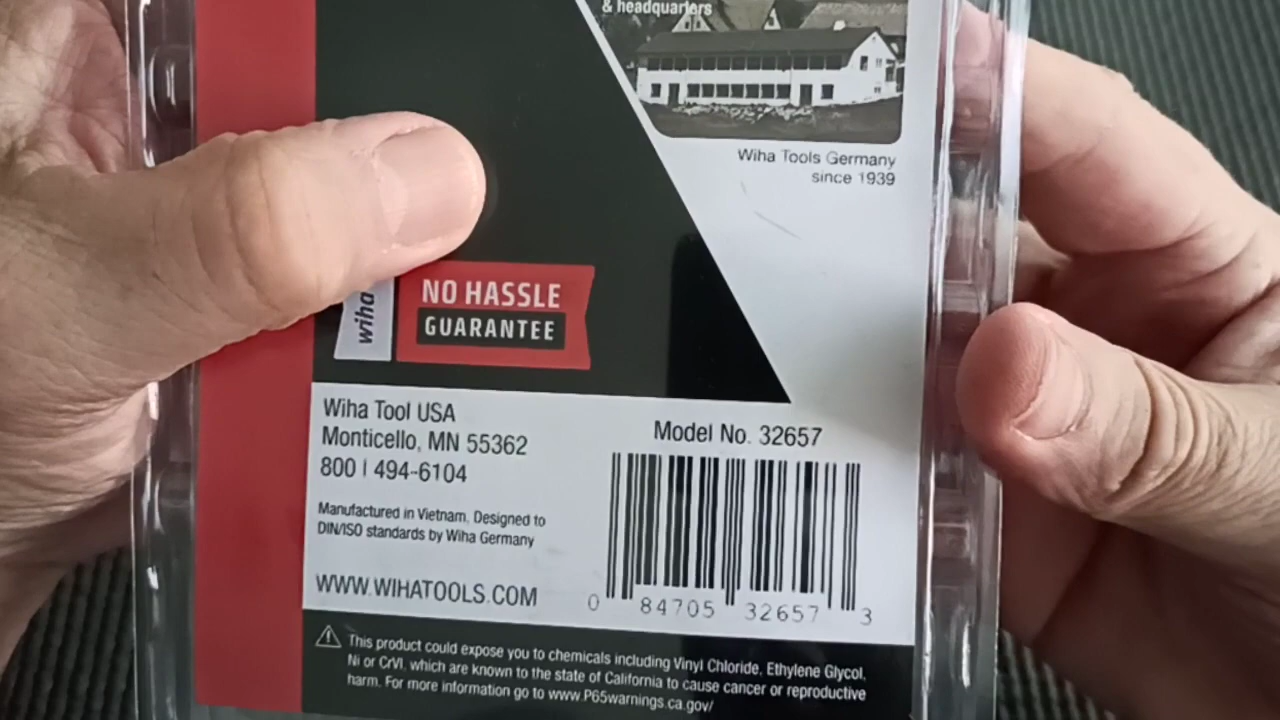 & headquarters
Wiha Tools Germany
since 1939
wiha
NO HASSLE
GUARANTEE
Wiha Tool USA
Monticello, MN 55362
800 | 494-6104
Model No. 32657
Manufactured in Vietnam. Designed to
DIN/ISO standards by Wiha Germany
WWW.WIHATOOLS.COM
0 84705 32657 3
⚠ This product could expose you to chemicals including Vinyl Chloride, Ethylene Glycol,
Ni or CrVI, which are known to the state of California to cause cancer or reproductive
harm. For more information go to www.P65warnings.ca.gov/